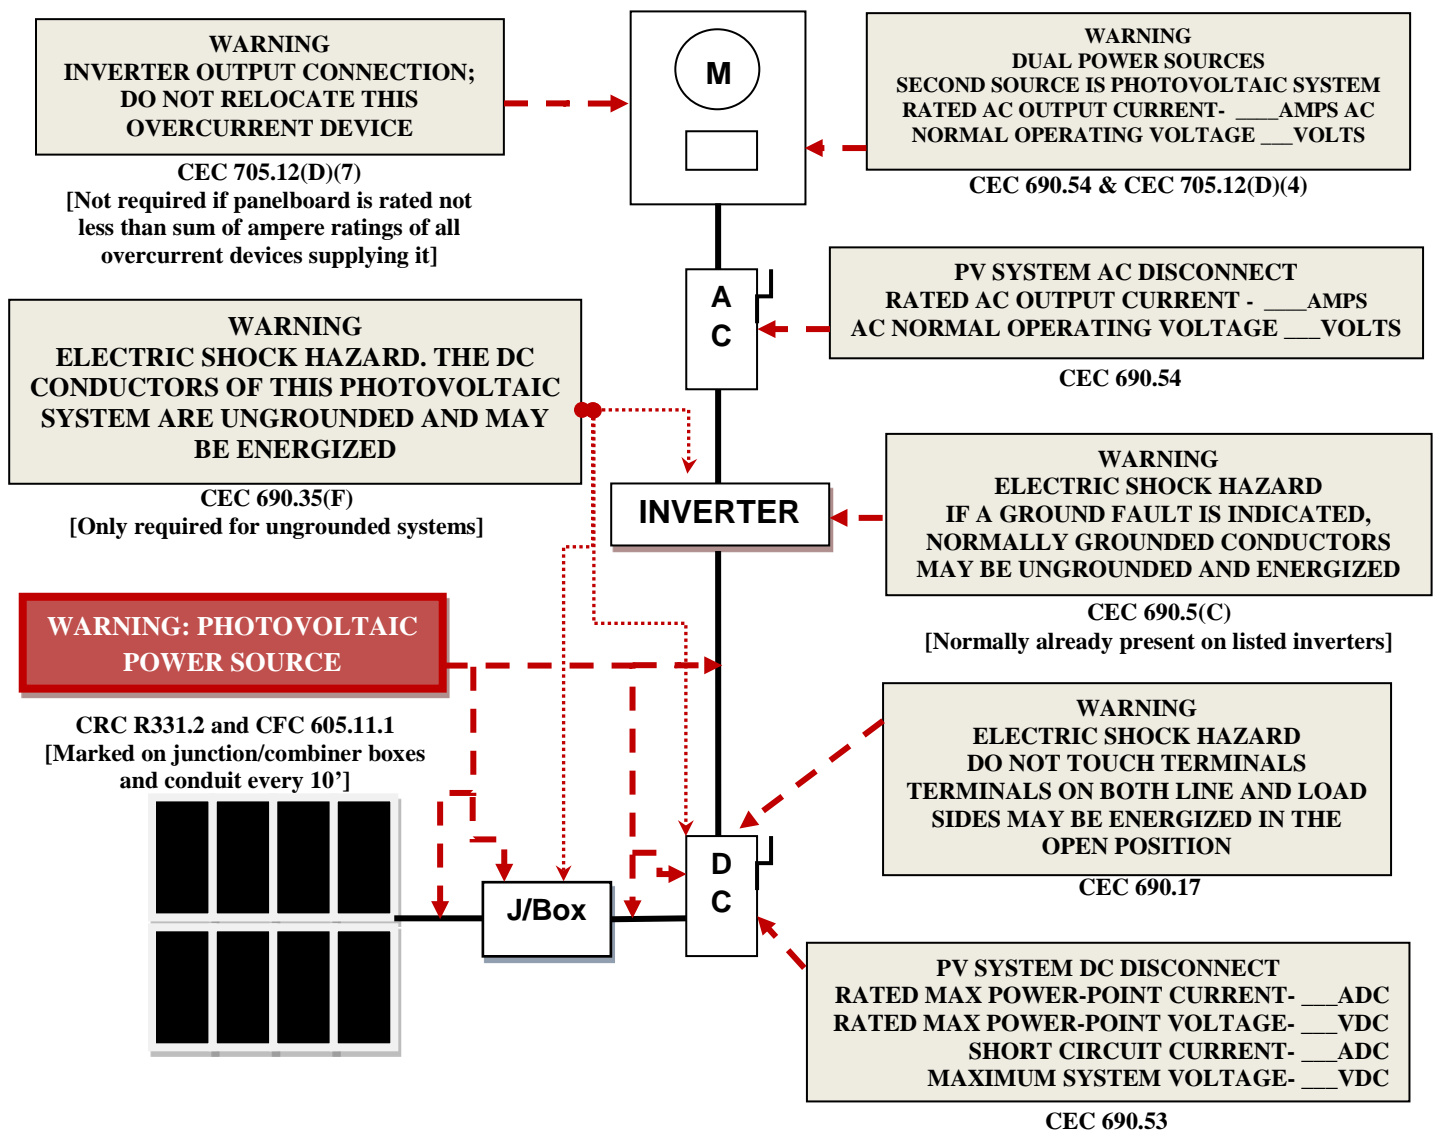 WARNING
INVERTER OUTPUT CONNECTION;
DO NOT RELOCATE THIS
OVERCURRENT DEVICE
CEC 705.12(D)(7)
[Not required if panelboard is rated not
less than sum of ampere ratings of all
overcurrent devices supplying it]
M
WARNING
DUAL POWER SOURCES
SECOND SOURCE IS PHOTOVOLTAIC SYSTEM
RATED AC OUTPUT CURRENT- ____AMPS AC
NORMAL OPERATING VOLTAGE ___VOLTS
CEC 690.54 & CEC 705.12(D)(4)
A
C
PV SYSTEM AC DISCONNECT
RATED AC OUTPUT CURRENT - ____AMPS
AC NORMAL OPERATING VOLTAGE ___VOLTS
CEC 690.54
WARNING
ELECTRIC SHOCK HAZARD. THE DC
CONDUCTORS OF THIS PHOTOVOLTAIC
SYSTEM ARE UNGROUNDED AND MAY
BE ENERGIZED
CEC 690.35(F)
[Only required for ungrounded systems]
INVERTER
WARNING
ELECTRIC SHOCK HAZARD
IF A GROUND FAULT IS INDICATED,
NORMALLY GROUNDED CONDUCTORS
MAY BE UNGROUNDED AND ENERGIZED
CEC 690.5(C)
[Normally already present on listed inverters]
WARNING: PHOTOVOLTAIC
POWER SOURCE
CRC R331.2 and CFC 605.11.1
[Marked on junction/combiner boxes
and conduit every 10’]
WARNING
ELECTRIC SHOCK HAZARD
DO NOT TOUCH TERMINALS
TERMINALS ON BOTH LINE AND LOAD
SIDES MAY BE ENERGIZED IN THE
OPEN POSITION
CEC 690.17
J/Box
D
C
PV SYSTEM DC DISCONNECT
RATED MAX POWER-POINT CURRENT- ___ADC
RATED MAX POWER-POINT VOLTAGE- ___VDC
SHORT CIRCUIT CURRENT- ___ADC
MAXIMUM SYSTEM VOLTAGE- ___VDC
CEC 690.53